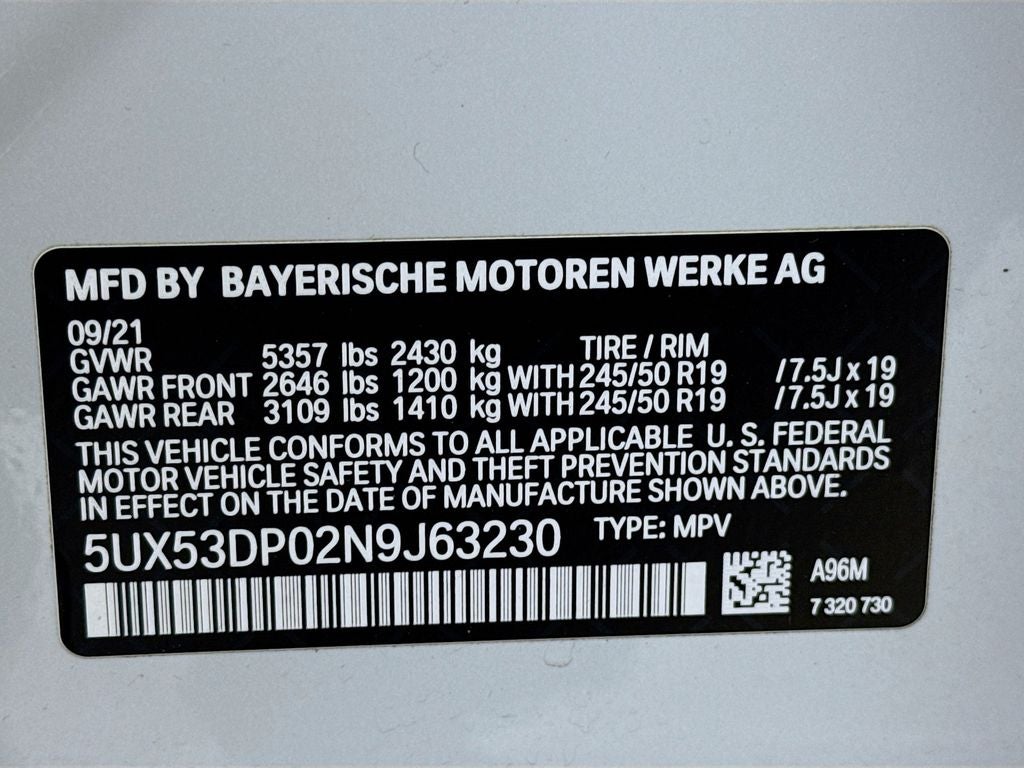 MFD BY BAYERISCHE MOTOREN WERKE AG
09/21
GVWR 5357 lbs 2430 kg TIRE / RIM
GAWR FRONT 2646 lbs 1200 kg WITH 245/50 R19 / 7.5J x 19
GAWR REAR 3109 lbs 1410 kg WITH 245/50 R19 / 7.5J x 19
THIS VEHICLE CONFORMS TO ALL APPLICABLE U. S. FEDERAL
MOTOR VEHICLE SAFETY AND THEFT PREVENTION STANDARDS
IN EFFECT ON THE DATE OF MANUFACTURE SHOWN ABOVE.
5UX53DP02N9J63230 TYPE: MPV
A96M
7 320 730